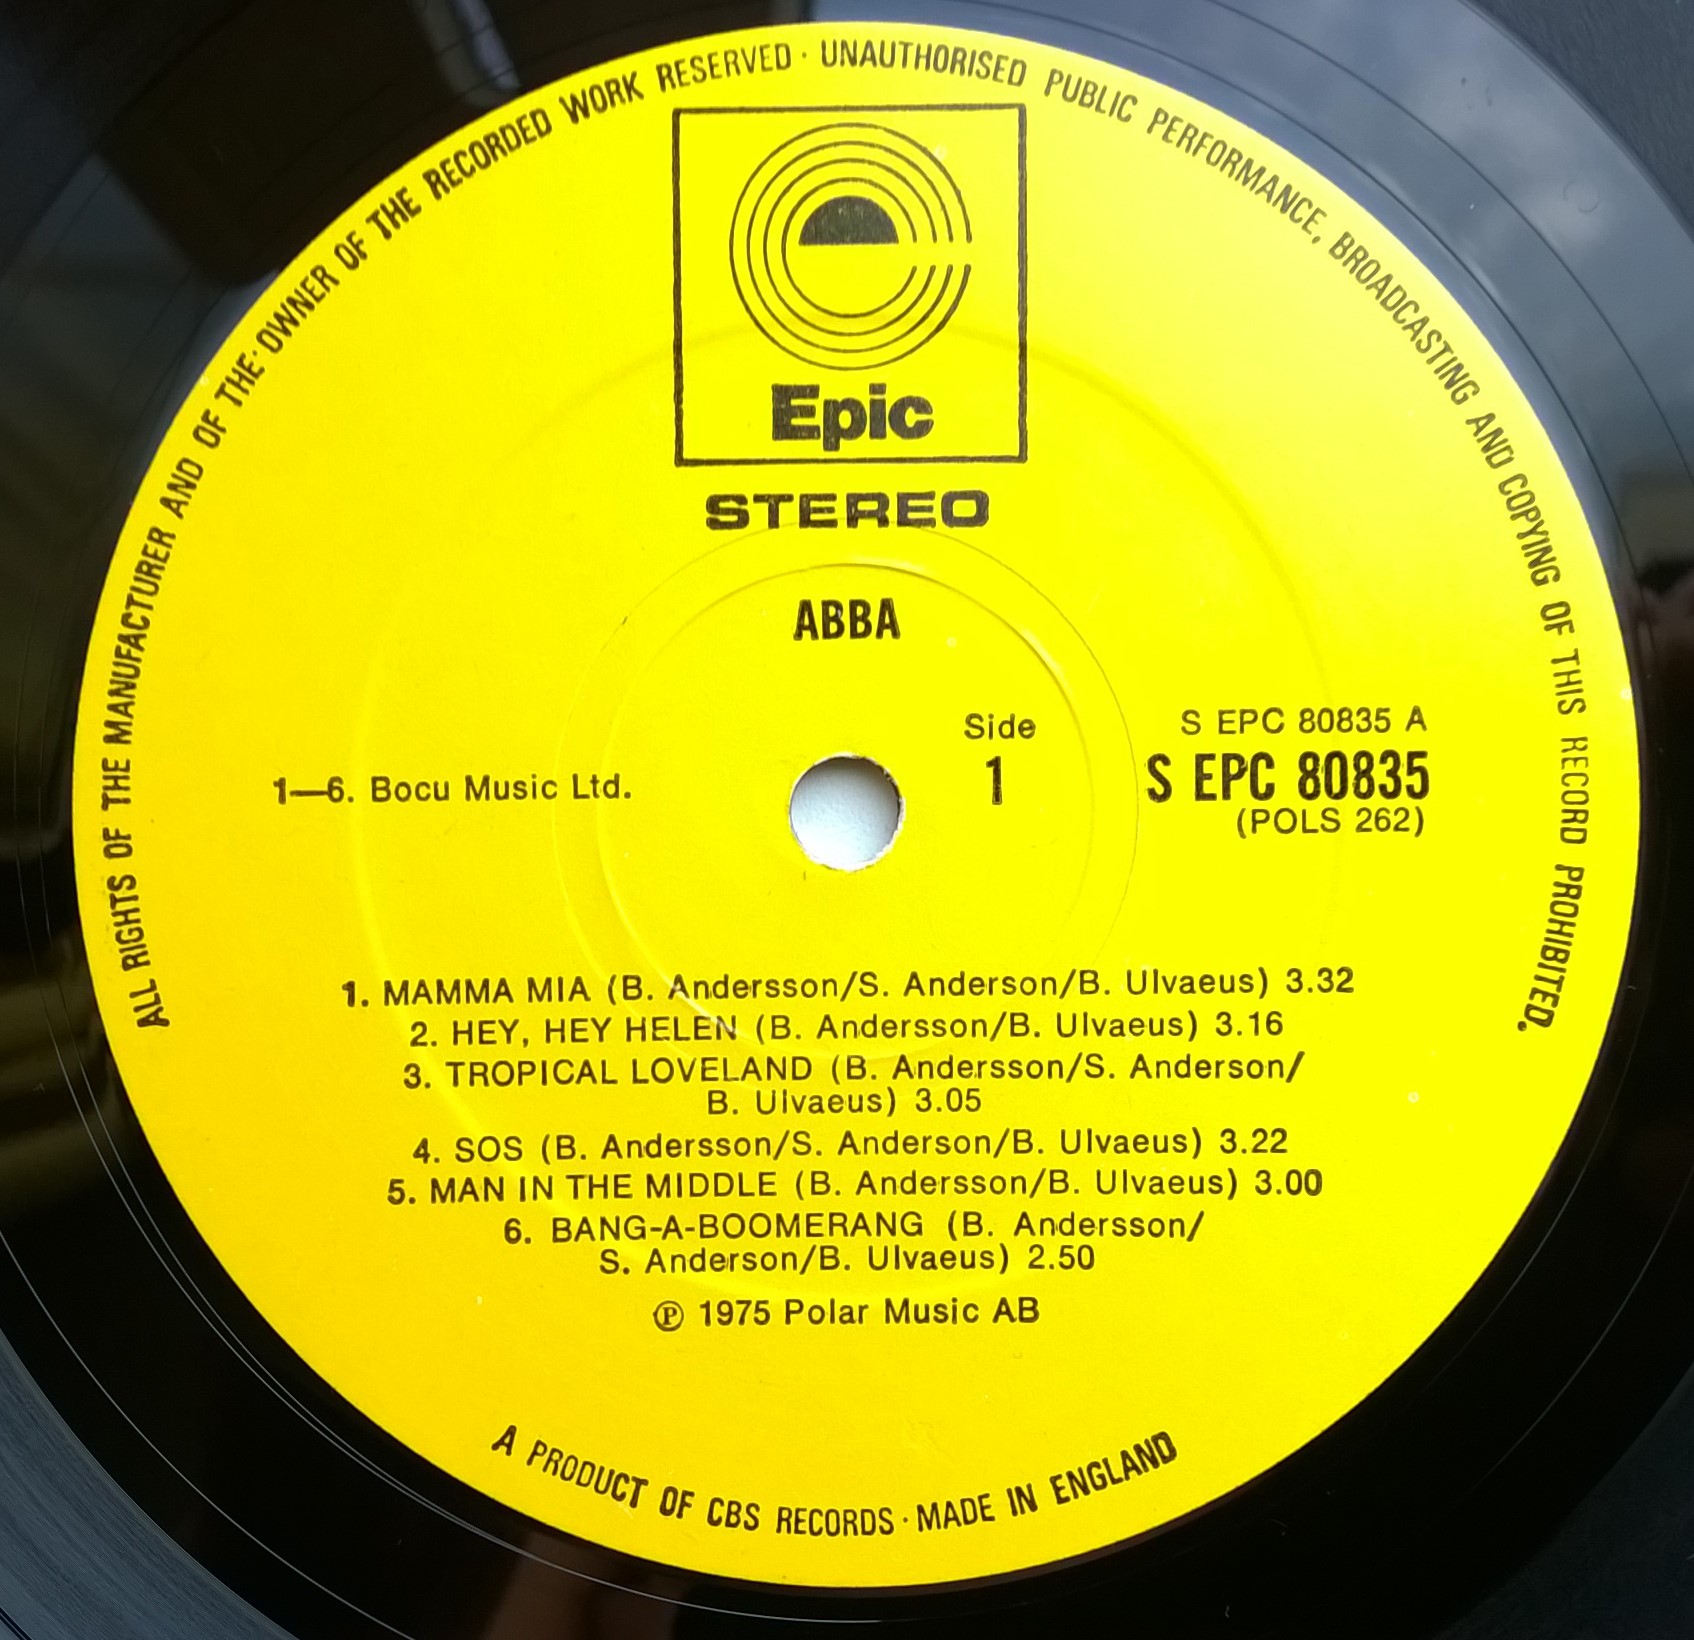 ALL RIGHTS OF THE MANUFACTURER AND OF THE OWNER OF THE RECORDED WORK RESERVED · UNAUTHORISED PUBLIC PERFORMANCE, BROADCASTING AND COPYING OF THIS RECORD PROHIBITED.
Epic
STEREO
ABBA
Side
1
S EPC 80835 A
S EPC 80835
(POLS 262)
1—6. Bocu Music Ltd.
1. MAMMA MIA (B. Andersson/S. Anderson/B. Ulvaeus) 3.32
2. HEY, HEY HELEN (B. Andersson/B. Ulvaeus) 3.16
3. TROPICAL LOVELAND (B. Andersson/S. Anderson/
B. Ulvaeus) 3.05
4. SOS (B. Andersson/S. Anderson/B. Ulvaeus) 3.22
5. MAN IN THE MIDDLE (B. Andersson/B. Ulvaeus) 3.00
6. BANG-A-BOOMERANG (B. Andersson/
S. Anderson/B. Ulvaeus) 2.50
℗ 1975 Polar Music AB
A PRODUCT OF CBS RECORDS · MADE IN ENGLAND